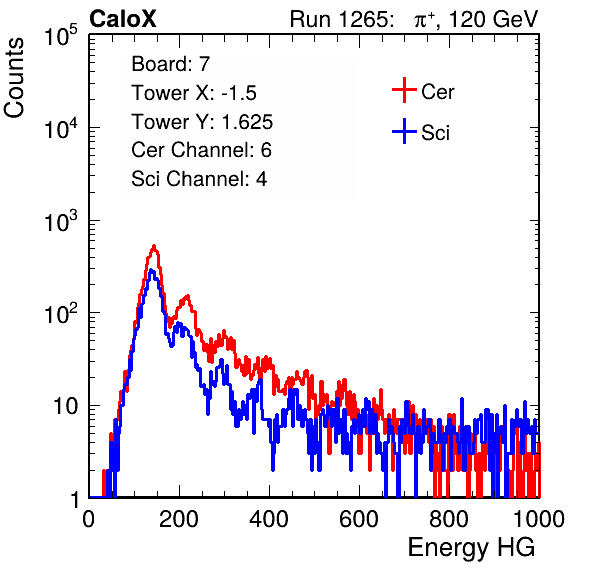 CaloX Run 1265: π⁺, 120 GeV
Counts
10⁵
10⁴
10³
10²
10
1
Board: 7
Tower X: -1.5
Tower Y: 1.625
Cer Channel: 6
Sci Channel: 4
Cer
Sci
0 200 400 600 800 1000
Energy HG